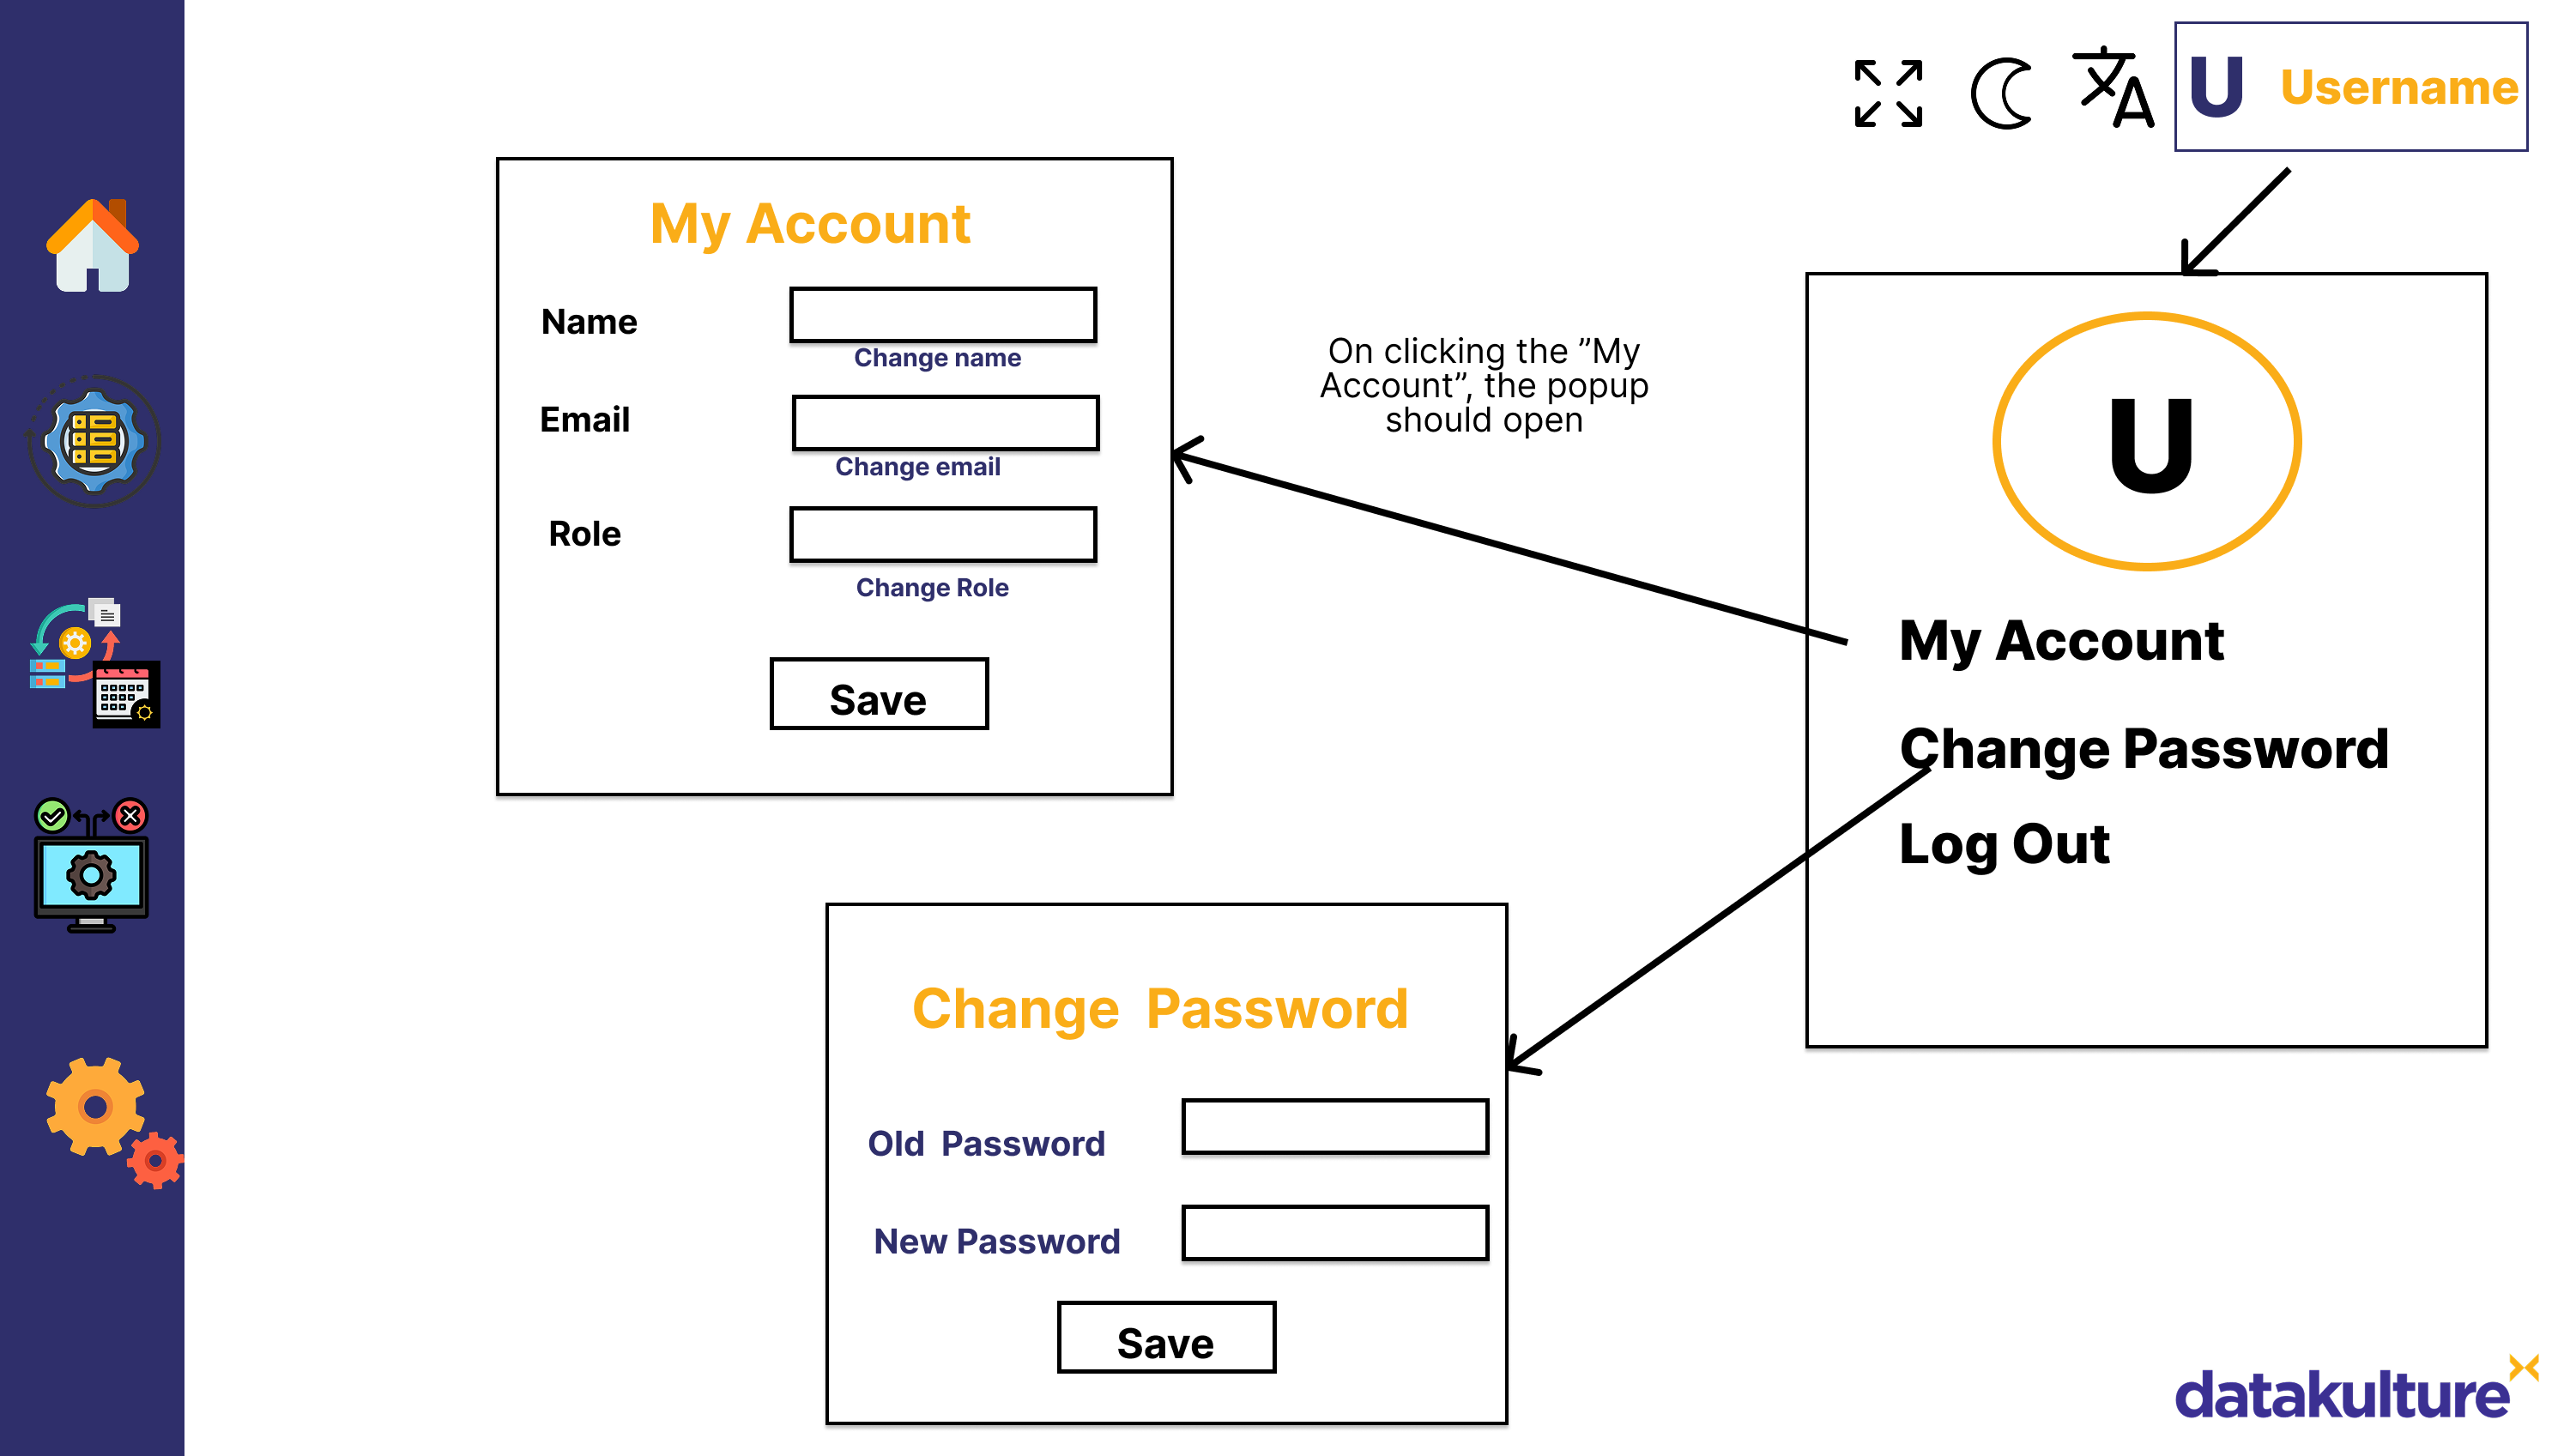 U Username
My Account
Name
Change name
Email
Change email
Role
Change Role
Save
On clicking the ”My
Account”, the popup
should open
U
My Account
Change Password
Log Out
Change Password
Old Password
New Password
Save
datakulture